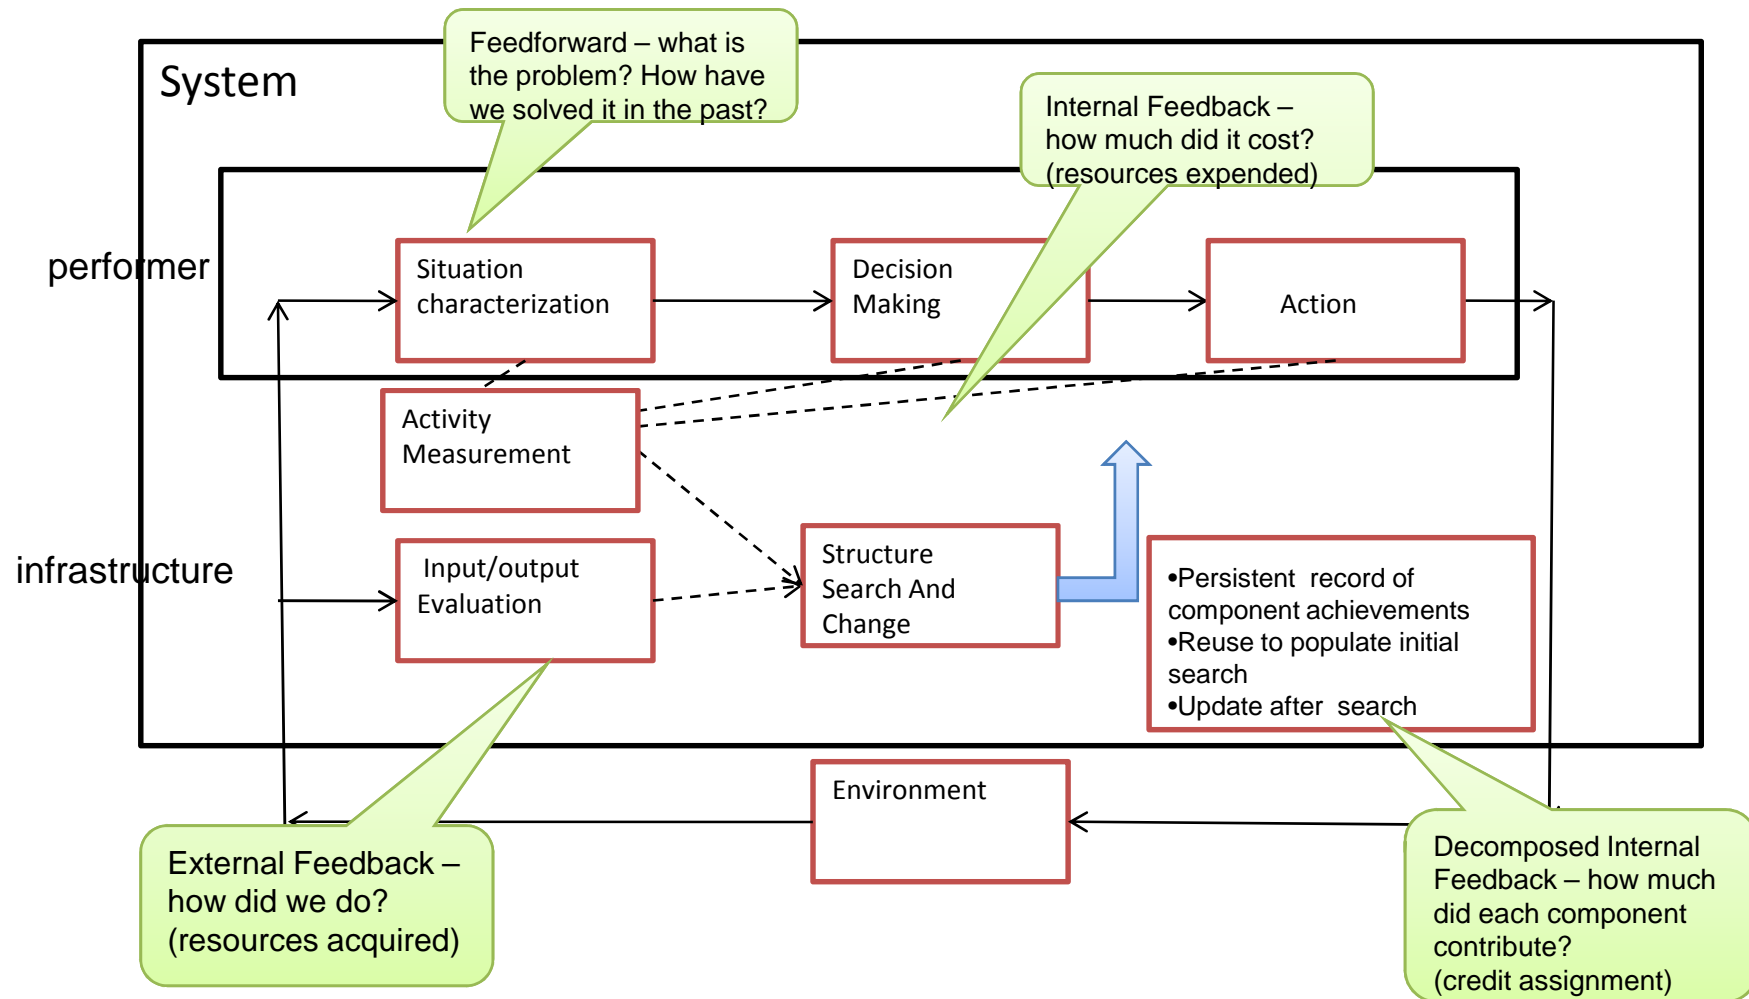 Feedforward – what is
the problem? How have
we solved it in the past?
System
Internal Feedback –
how much did it cost?
(resources expended)
performer
Situation
characterization
Decision
Making
Action
Activity
Measurement
infrastructure
Input/output
Evaluation
Structure
Search And
Change
•Persistent record of
component achievements
•Reuse to populate initial
search
•Update after search
Environment
External Feedback –
how did we do?
(resources acquired)
Decomposed Internal
Feedback – how much
did each component
contribute?
(credit assignment)